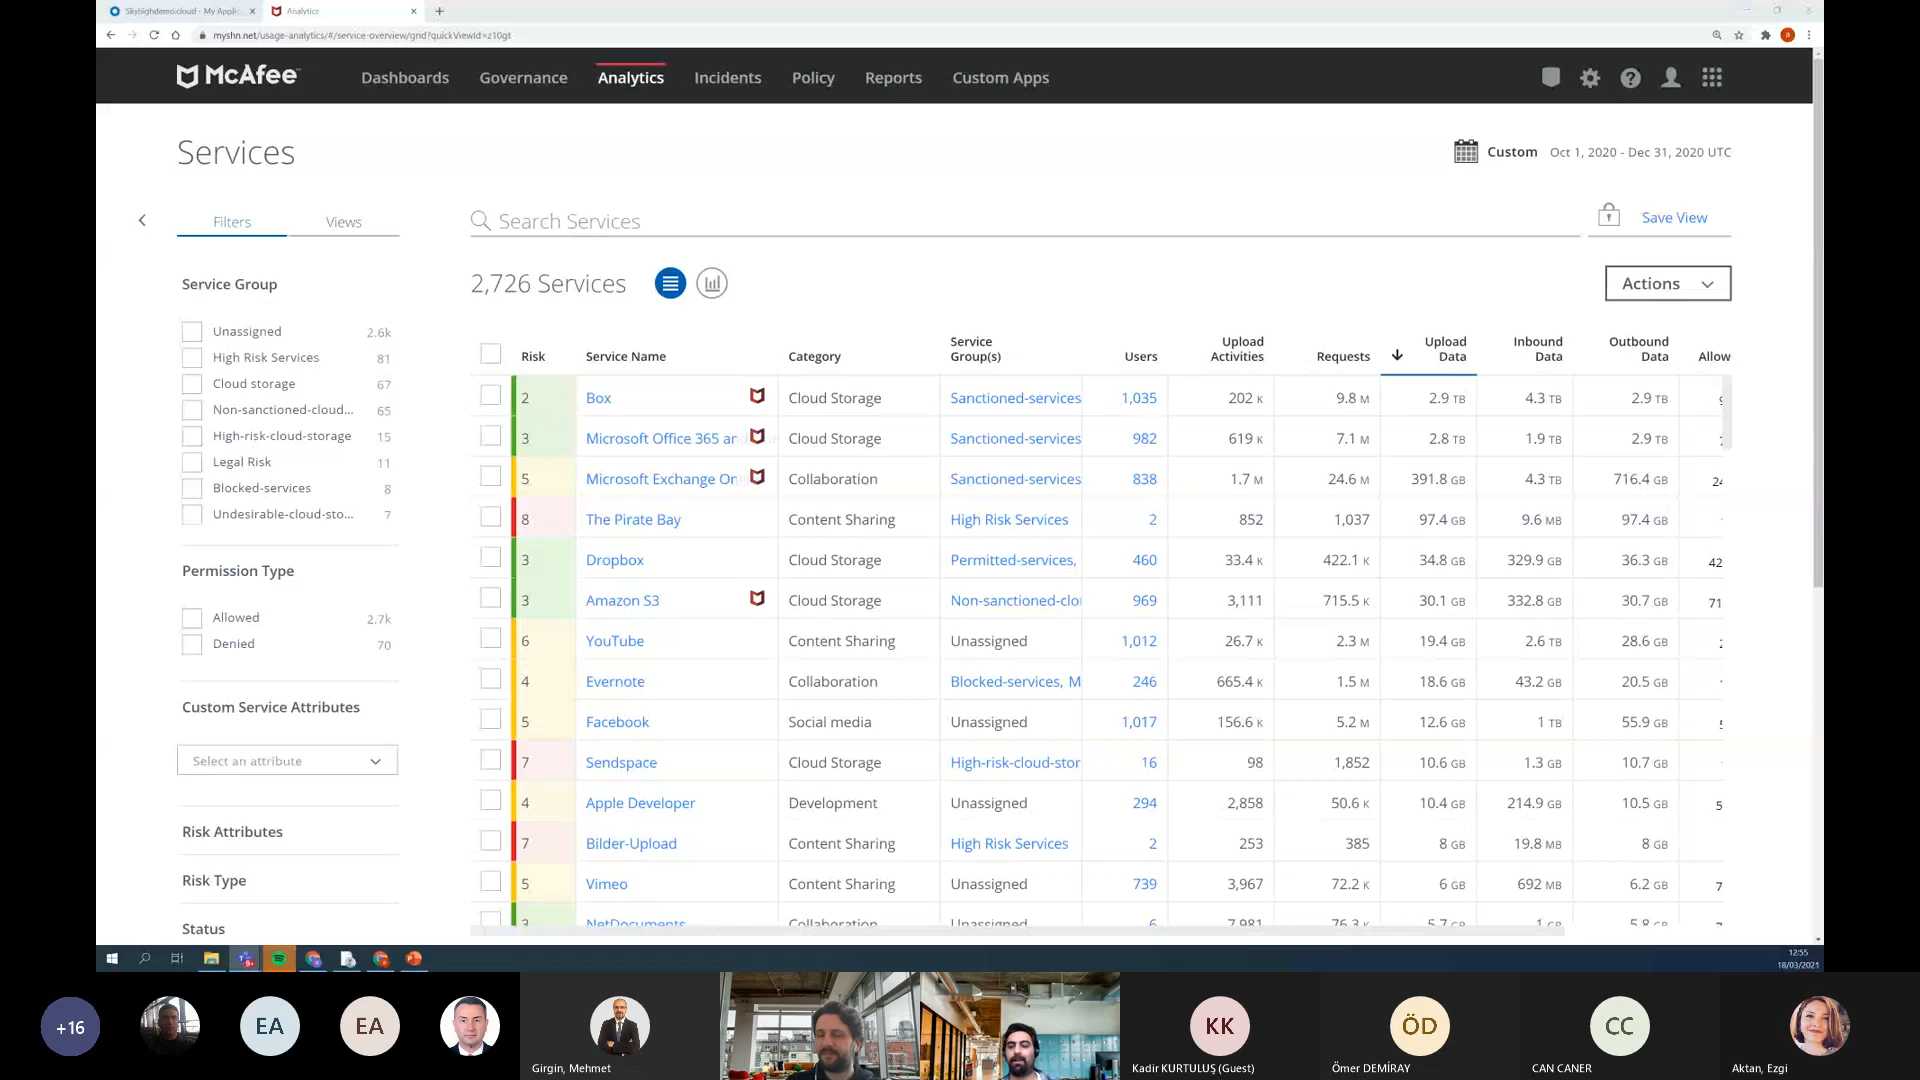 Skyhighdemo.cloud - My Applic
Analytics
myshn.net/usage-analytics/#/service-overview/grid?quickViewId=z10gt
McAfee
Dashboards Governance Analytics Incidents Policy Reports Custom Apps
Services
Custom Oct 1, 2020 - Dec 31, 2020 UTC
Filters Views
Search Services
Save View
2,726 Services
Actions
Service Group
Unassigned 2.6k
High Risk Services 81
Cloud storage 67
Non-sanctioned-cloud... 65
High-risk-cloud-storage 15
Legal Risk 11
Blocked-services 8
Undesirable-cloud-sto... 7
Permission Type
Allowed 2.7k
Denied 70
Custom Service Attributes
Select an attribute
Risk Attributes
Risk Type
Status
Risk Service Name Category Service Group(s) Users Upload Activities Requests Upload Data Inbound Data Outbound Data Allow
2 Box Cloud Storage Sanctioned-services 1,035 202 K 9.8 M 2.9 TB 4.3 TB 2.9 TB
3 Microsoft Office 365 an Cloud Storage Sanctioned-services 982 619 K 7.1 M 2.8 TB 1.9 TB 2.9 TB
5 Microsoft Exchange On Collaboration Sanctioned-services 838 1.7 M 24.6 M 391.8 GB 4.3 TB 716.4 GB 24
8 The Pirate Bay Content Sharing High Risk Services 2 852 1,037 97.4 GB 9.6 MB 97.4 GB
3 Dropbox Cloud Storage Permitted-services, 460 33.4 K 422.1 K 34.8 GB 329.9 GB 36.3 GB 42
3 Amazon S3 Cloud Storage Non-sanctioned-clo 969 3,111 715.5 K 30.1 GB 332.8 GB 30.7 GB 71
6 YouTube Content Sharing Unassigned 1,012 26.7 K 2.3 M 19.4 GB 2.6 TB 28.6 GB
4 Evernote Collaboration Blocked-services, M 246 665.4 K 1.5 M 18.6 GB 43.2 GB 20.5 GB
5 Facebook Social media Unassigned 1,017 156.6 K 5.2 M 12.6 GB 1 TB 55.9 GB
7 Sendspace Cloud Storage High-risk-cloud-stor 16 98 1,852 10.6 GB 1.3 GB 10.7 GB
4 Apple Developer Development Unassigned 294 2,858 50.6 K 10.4 GB 214.9 GB 10.5 GB 5
7 Bilder-Upload Content Sharing High Risk Services 2 253 385 8 GB 19.8 MB 8 GB
5 Vimeo Content Sharing Unassigned 739 3,967 72.2 K 6 GB 692 MB 6.2 GB 7
3 NetDocuments Collaboration Unassigned 6 7,981 76.3 K 5.7 GB 1 GB 5.8 GB
12:55
18/03/2021
+16
EA
EA
Girgin, Mehmet
KK
Kadir KURTULUŞ (Guest)
ÖD
Ömer DEMİRAY
CC
CAN CANER
Aktan, Ezgi